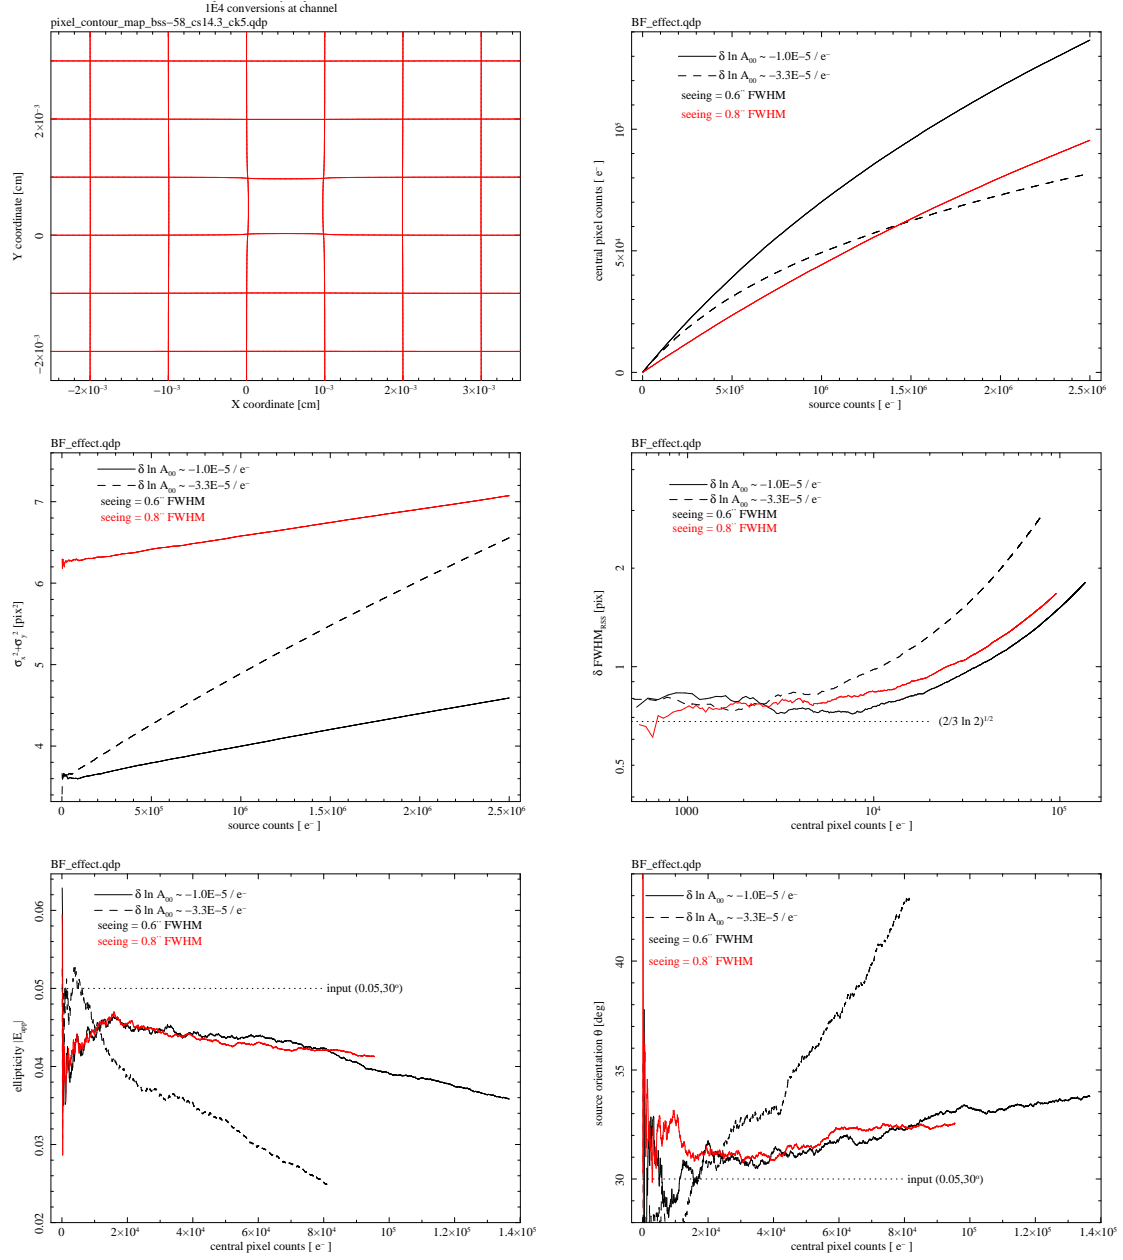 1E4 conversions at channel
pixel_contour_map_bss−58_cs14.3_ck5.qdp
2×10⁻³
0
−2×10⁻³
Y coordinate [cm]
−2×10⁻³ −10⁻³ 0 10⁻³ 2×10⁻³ 3×10⁻³
X coordinate [cm]
BF_effect.qdp
δ ln A₀₀ ~ −1.0E−5 / e⁻
δ ln A₀₀ ~ −3.3E−5 / e⁻
seeing = 0.6¨ FWHM
seeing = 0.8¨ FWHM
10⁵
5×10⁴
0
central pixel counts [ e⁻ ]
0 5×10⁵ 10⁶ 1.5×10⁶ 2×10⁶ 2.5×10⁶
source counts [ e⁻ ]
BF_effect.qdp
δ ln A₀₀ ~ −1.0E−5 / e⁻
δ ln A₀₀ ~ −3.3E−5 / e⁻
seeing = 0.6¨ FWHM
seeing = 0.8¨ FWHM
7
6
5
4
σₓ²+σᵧ² [pix²]
0 5×10⁵ 10⁶ 1.5×10⁶ 2×10⁶ 2.5×10⁶
source counts [ e⁻ ]
BF_effect.qdp
δ ln A₀₀ ~ −1.0E−5 / e⁻
δ ln A₀₀ ~ −3.3E−5 / e⁻
seeing = 0.6¨ FWHM
seeing = 0.8¨ FWHM
2
1
0.5
δ FWHM_RSS [pix]
(2/3 ln 2)^1/2
1000 10⁴ 10⁵
central pixel counts [ e⁻ ]
BF_effect.qdp
δ ln A₀₀ ~ −1.0E−5 / e⁻
δ ln A₀₀ ~ −3.3E−5 / e⁻
seeing = 0.6¨ FWHM
seeing = 0.8¨ FWHM
input (0.05,30º)
0.06
0.05
0.04
0.03
0.02
ellipticity |E_app|
0 2×10⁴ 4×10⁴ 6×10⁴ 8×10⁴ 10⁵ 1.2×10⁵ 1.4×10⁵
central pixel counts [ e⁻ ]
BF_effect.qdp
δ ln A₀₀ ~ −1.0E−5 / e⁻
δ ln A₀₀ ~ −3.3E−5 / e⁻
seeing = 0.6¨ FWHM
seeing = 0.8¨ FWHM
input (0.05,30º)
40
35
30
source orientation θ [deg]
0 2×10⁴ 4×10⁴ 6×10⁴ 8×10⁴ 10⁵ 1.2×10⁵ 1.4×10⁵
central pixel counts [ e⁻ ]